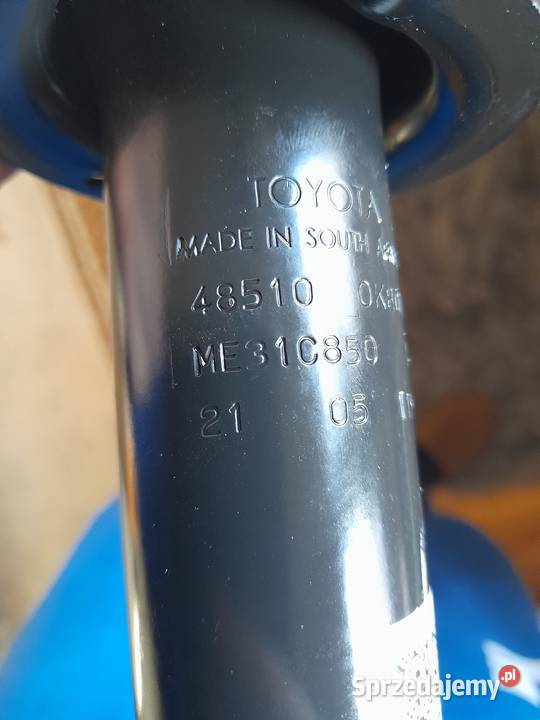 TOYOTA
MADE IN SOUTH
48510
ME31C850
21 05
Sprzedajemy.pl